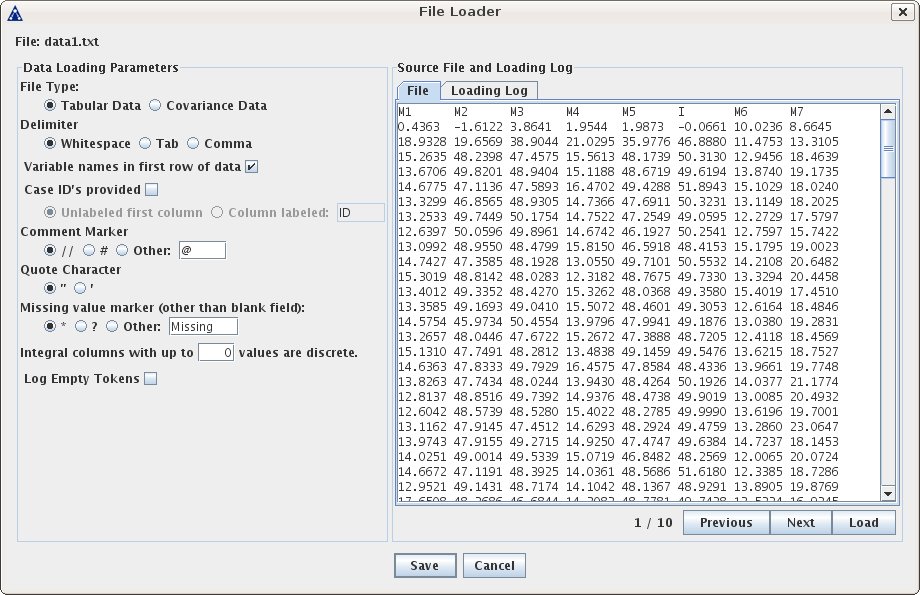 File Loader
File: data1.txt
Data Loading Parameters
File Type:
Tabular Data Covariance Data
Delimiter
Whitespace Tab Comma
Variable names in first row of data
Case ID's provided
Unlabeled first column Column labeled: ID
Comment Marker
// # Other: @
Quote Character
" '
Missing value marker (other than blank field):
* ? Other: Missing
Integral columns with up to 0 values are discrete.
Log Empty Tokens
Source File and Loading Log
File Loading Log
M1 M2 M3 M4 M5 I M6 M7
0.4363 -1.6122 3.8641 1.9544 1.9873 -0.0661 10.0236 8.6645
18.9328 19.6569 38.9044 21.0295 35.9776 46.8880 11.4753 13.3105
15.2635 48.2398 47.4575 15.5613 48.1739 50.3130 12.9456 18.4639
13.6706 49.8201 48.9404 15.1188 48.6719 49.6194 13.8740 19.1735
14.6775 47.1136 47.5893 16.4702 49.4288 51.8943 15.1029 18.0240
13.3299 46.8565 48.9305 14.7366 47.6911 50.3231 13.1149 18.2025
13.2533 49.7449 50.1754 14.7522 47.2549 49.0595 12.2729 17.5797
12.6397 50.0596 49.8961 14.6742 46.1927 50.2541 12.7597 15.7422
13.0992 48.9550 48.4799 15.8150 46.5918 48.4153 15.1795 19.0023
14.7427 47.3585 48.1928 13.0550 49.7101 50.5532 14.2108 20.6482
15.3019 48.8142 48.0283 12.3182 48.7675 49.7330 13.3294 20.4458
13.4012 49.3352 48.4270 15.3262 48.0368 49.3580 15.4019 17.4510
13.3585 49.1693 49.0410 15.5072 48.4601 49.3053 12.6164 18.4846
14.5754 45.9734 50.4554 13.9796 47.9941 49.1876 13.0380 19.2831
13.2657 48.0446 47.6722 15.2672 47.3888 48.7205 12.4118 18.4569
15.1310 47.7491 48.2812 13.4838 49.1459 49.5476 13.6215 18.7527
14.6363 47.8333 49.7929 16.4575 47.8584 48.4336 13.9661 19.7748
13.8263 47.7434 48.0244 13.9430 48.4264 50.1926 14.0377 21.1774
12.8137 48.8516 49.7392 14.9376 48.4738 49.9019 13.0085 20.4932
12.6042 48.5739 48.5280 15.4022 48.2785 49.9990 13.6196 19.7001
13.1162 47.9145 47.4512 14.6293 48.2924 49.4759 13.2860 23.0647
13.9743 47.9155 49.2715 14.9250 47.4747 49.6384 14.7237 18.1453
14.0251 49.0014 49.5339 15.0719 46.8482 48.2569 12.0065 20.0724
14.6672 47.1191 48.3925 14.0361 48.5686 51.6180 12.3385 18.7286
12.9521 49.1431 48.7174 14.1042 48.1367 48.9291 13.8905 19.8769
1 / 10 Previous Next Load
Save Cancel